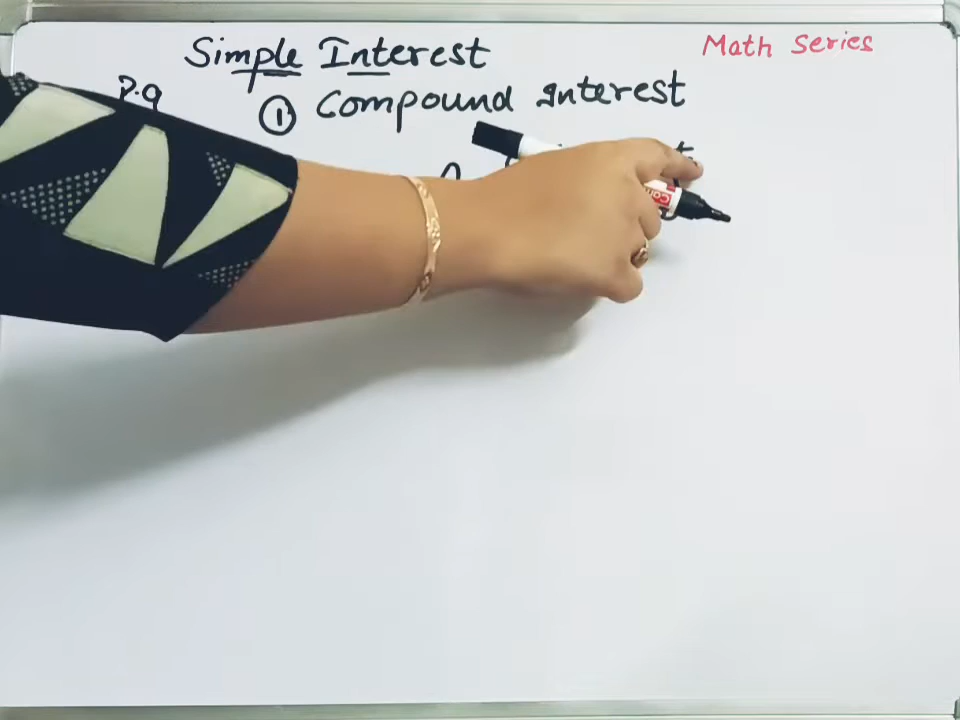 Simple Interest
Math Series
P.q
① Compound Interest